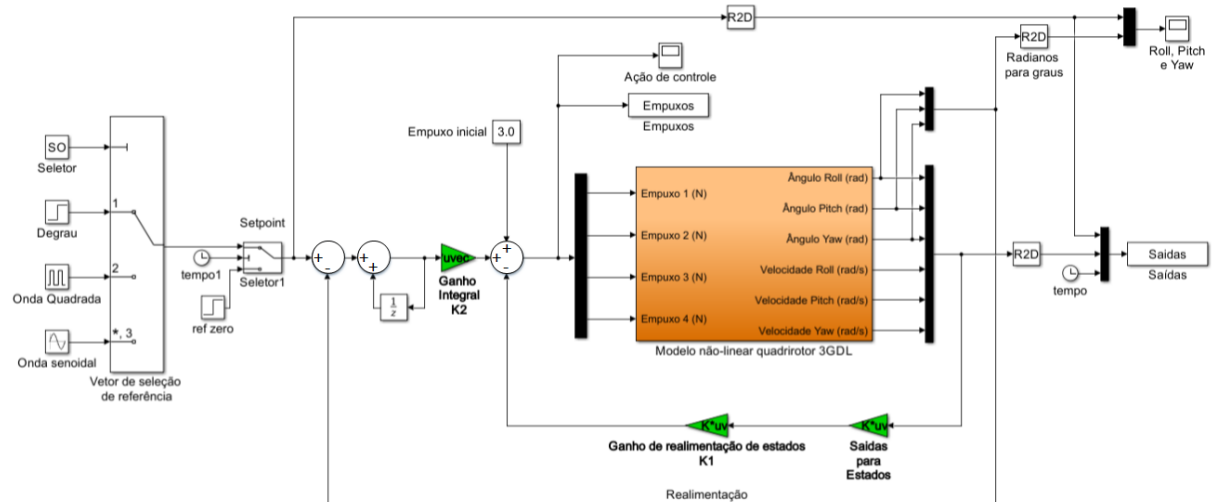 R2D
R2D
Radianos
para graus
Roll, Pitch
e Yaw
Ação de controle
Empuxos
Empuxos
Empuxo inicial
3.0
SO
Seletor
1
Degrau
2
Onda Quadrada
*, 3
Onda senoidal
Vetor de seleção
de referência
Setpoint
tempo1
Seletor1
ref zero
+
-
+
+
1
z
uvec
Ganho
Integral
K2
+
+
-
Empuxo 1 (N)
Empuxo 2 (N)
Empuxo 3 (N)
Empuxo 4 (N)
Ângulo Roll (rad)
Ângulo Pitch (rad)
Ângulo Yaw (rad)
Velocidade Roll (rad/s)
Velocidade Pitch (rad/s)
Velocidade Yaw (rad/s)
Modelo não-linear quadrirotor 3GDL
R2D
tempo
Saidas
Saídas
K*uv
Ganho de realimentação de estados
K1
K*uv
Saidas
para
Estados
Realimentação